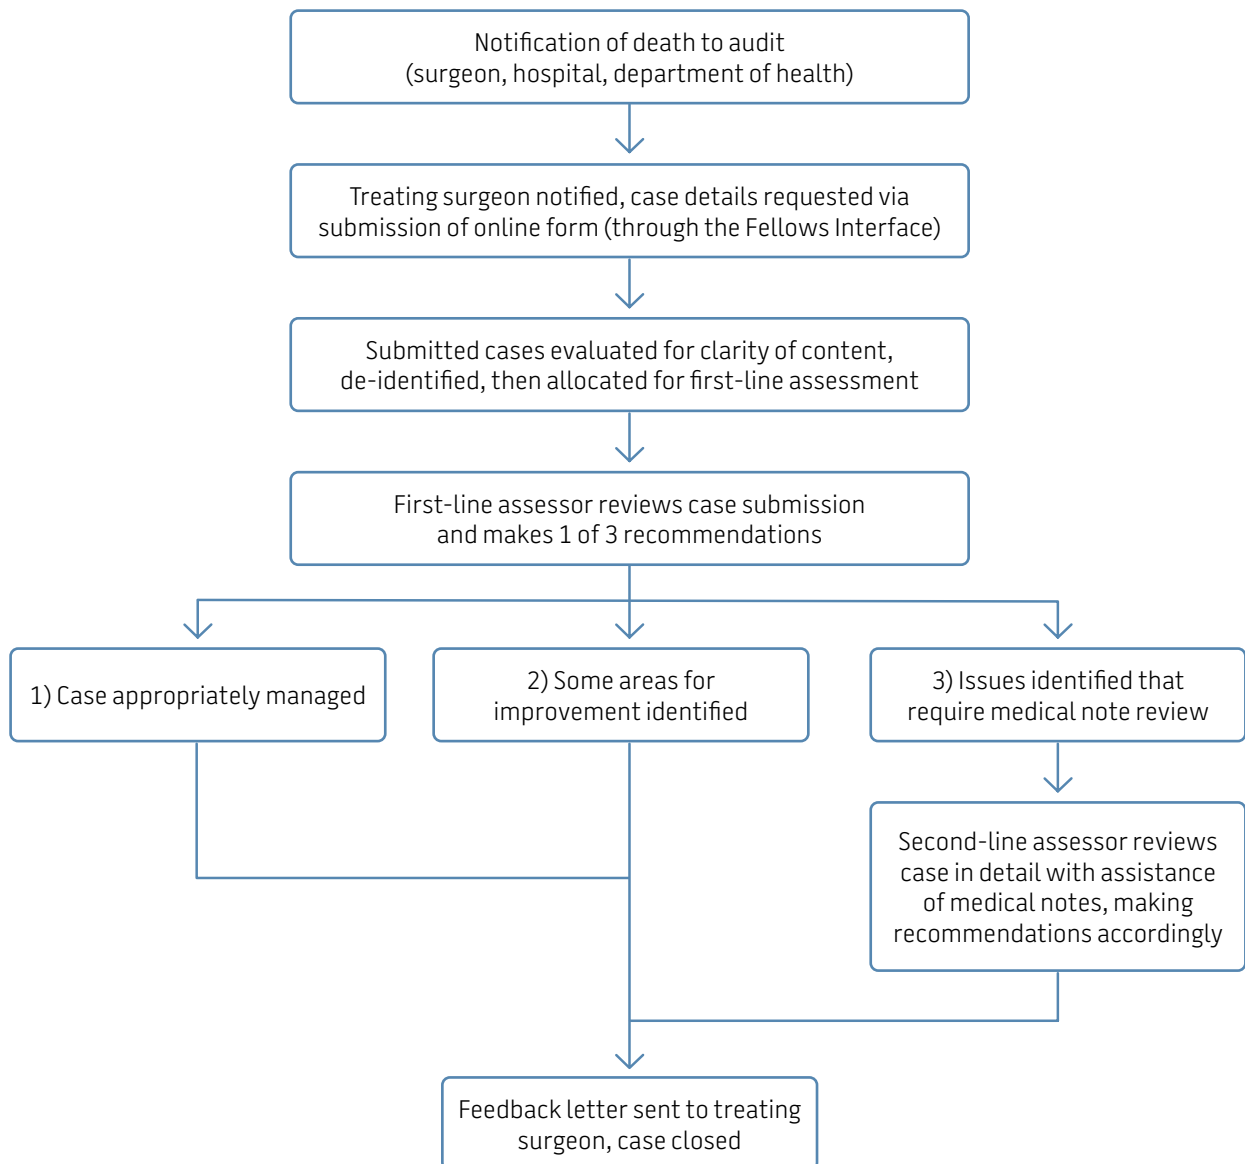 Notification of death to audit
(surgeon, hospital, department of health)
Treating surgeon notified, case details requested via
submission of online form (through the Fellows Interface)
Submitted cases evaluated for clarity of content,
de-identified, then allocated for first-line assessment
First-line assessor reviews case submission
and makes 1 of 3 recommendations
1) Case appropriately managed
2) Some areas for
improvement identified
3) Issues identified that
require medical note review
Second-line assessor reviews
case in detail with assistance
of medical notes, making
recommendations accordingly
Feedback letter sent to treating
surgeon, case closed